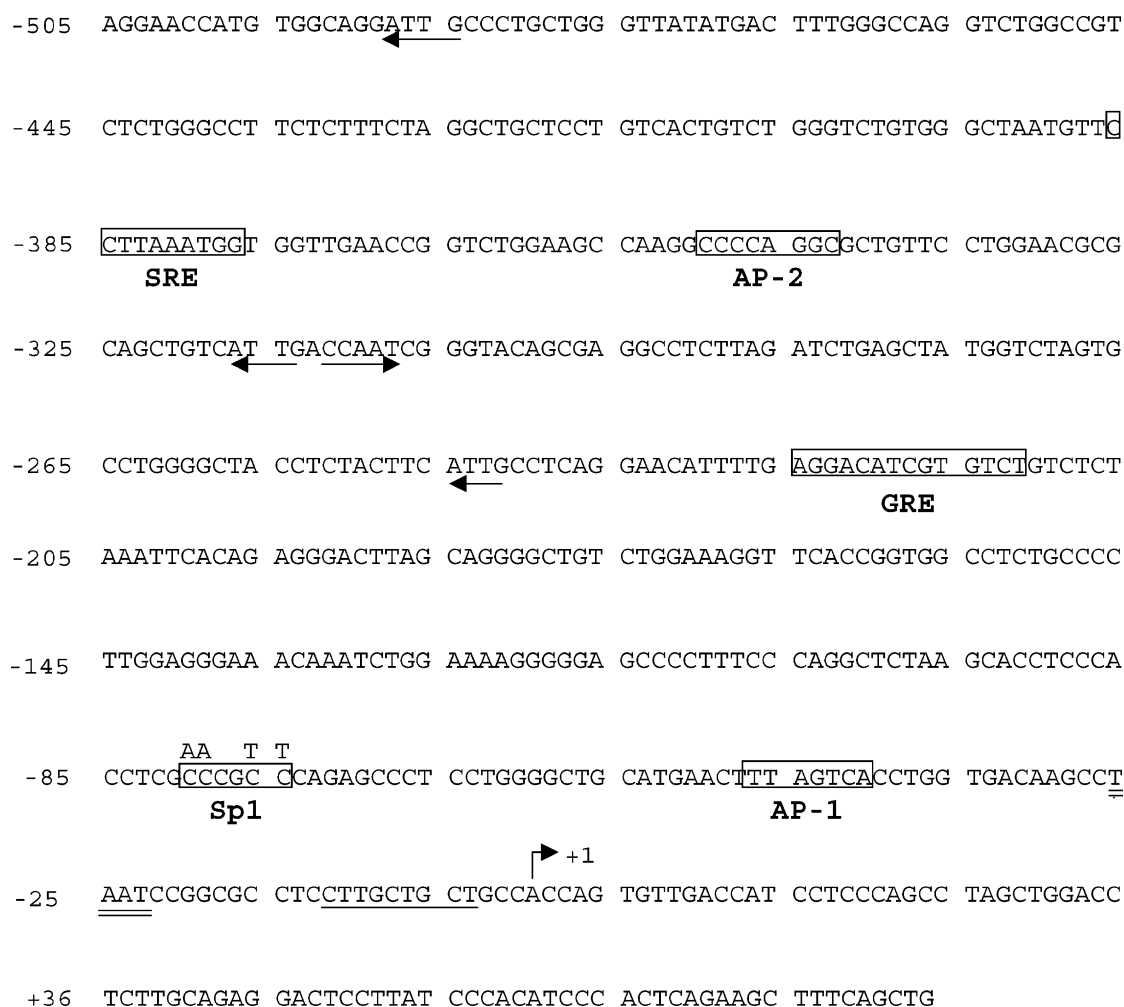 -505 AGGAACCATG TGGCAGGATT GCCCTGCTGG GTTATATGAC TTTGGGCCAG GTCTGGCCGT
-445 CTCTGGGCCT TCTCTTTCTA GGCTGCTCCT GTCACTGTCT GGGTCTGTGG GCTAATGTTC
-385 CTTAAATGGT GGTTGAACCG GTCTGGAAGC CAAGGCCCCA GGCGCTGTTC CTGGAACGCG
SRE AP-2
-325 CAGCTGTCAT TGACCAATCG GGTACAGCGA GGCCTCTTAG ATCTGAGCTA TGGTCTAGTG
-265 CCTGGGGCTA CCTCTACTTC ATTGCCTCAG GAACATTTTG AGGACATCGT GTCTGTCTCT
GRE
-205 AAATTCACAG AGGGACTTAG CAGGGGCTGT CTGGAAAGGT TCACCGGTGG CCTCTGCCCC
-145 TTGGAGGGAA ACAAATCTGG AAAAGGGGGA GCCCCTTTCC CAGGCTCTAA GCACCTCCCA
AA T T
-85 CCTCGCCCGC CCAGAGCCCT CCTGGGGCTG CATGAACTTT AGTCACCTGG TGACAAGCCT
Sp1 AP-1
+1
-25 AATCCGGCGC CTCCTTGCTG CTGCCACCAG TGTTGACCAT CCTCCCAGCC TAGCTGGACC
+36 TCTTGCAGAG GACTCCTTAT CCCACATCCC ACTCAGAAGC TTTCAGCTG